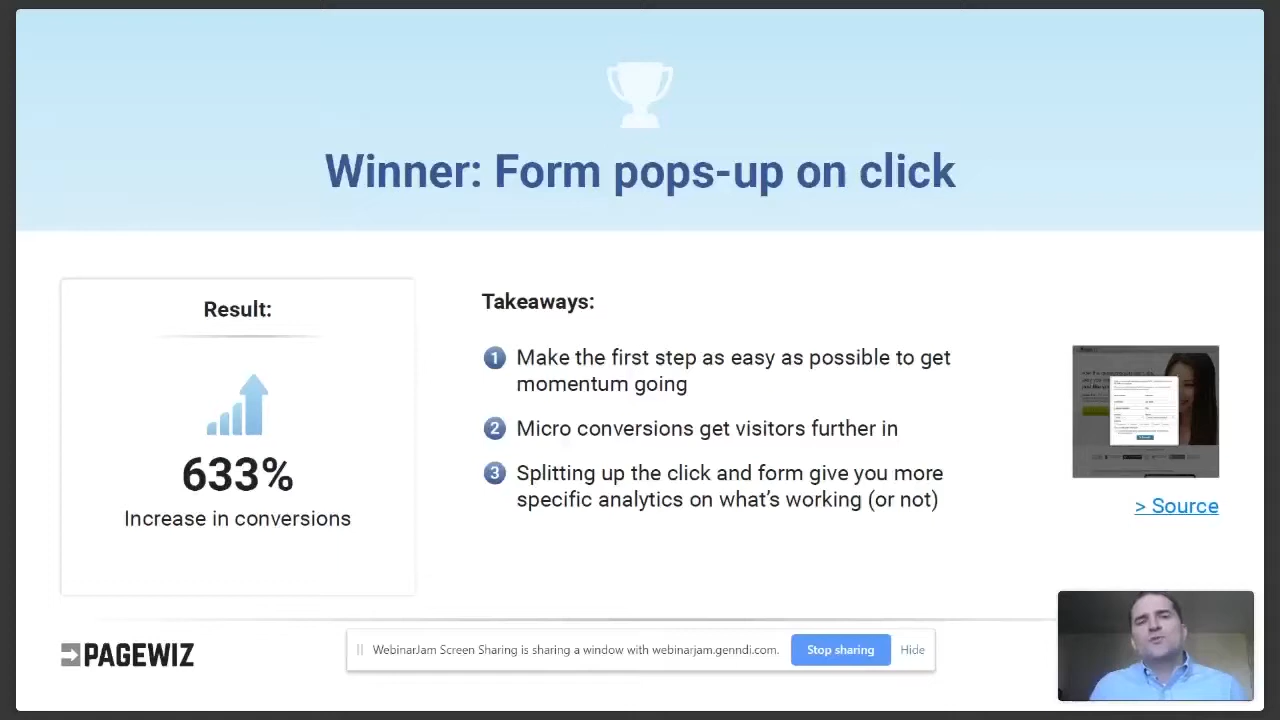 Winner: Form pops-up on click
Result:
633%
Increase in conversions
Takeaways:
1 Make the first step as easy as possible to get
momentum going
2 Micro conversions get visitors further in
3 Splitting up the click and form give you more
specific analytics on what's working (or not)
> Source
PAGEWIZ
WebinarJam Screen Sharing is sharing a window with webinarjam.genndi.com.
Stop sharing
Hide